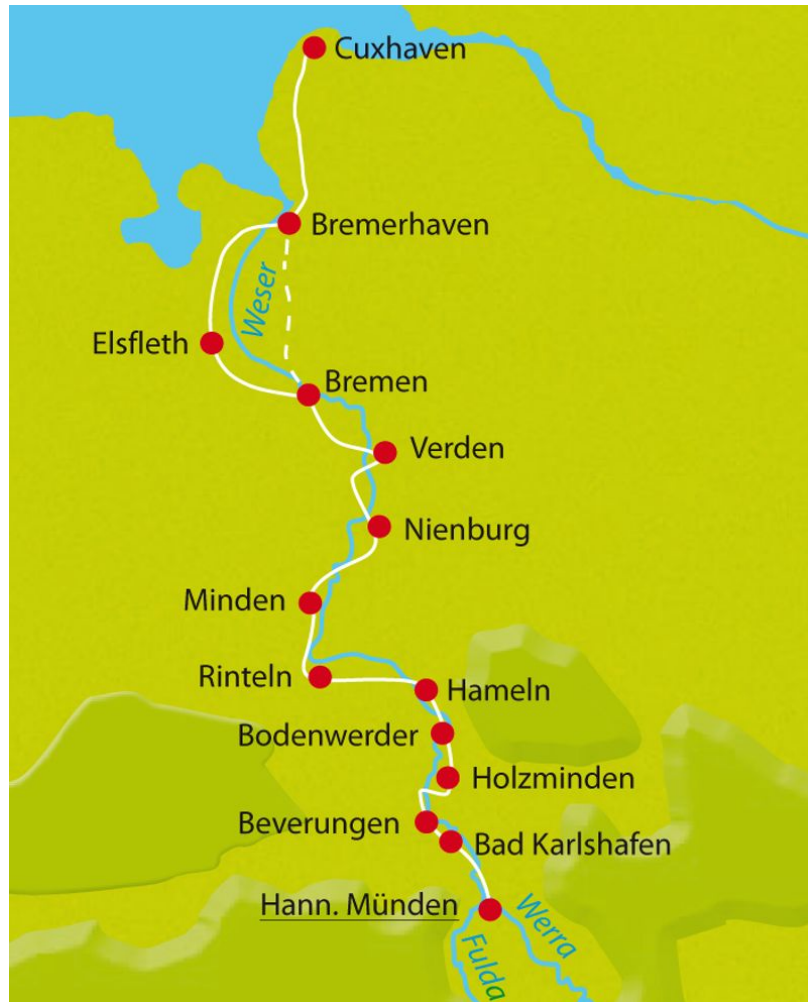 Cuxhaven
Bremerhaven
Weser
Elsfleth
Bremen
Verden
Nienburg
Minden
Rinteln
Hameln
Bodenwerder
Holzminden
Beverungen
Bad Karlshafen
Hann. Münden
Werra
Fulda